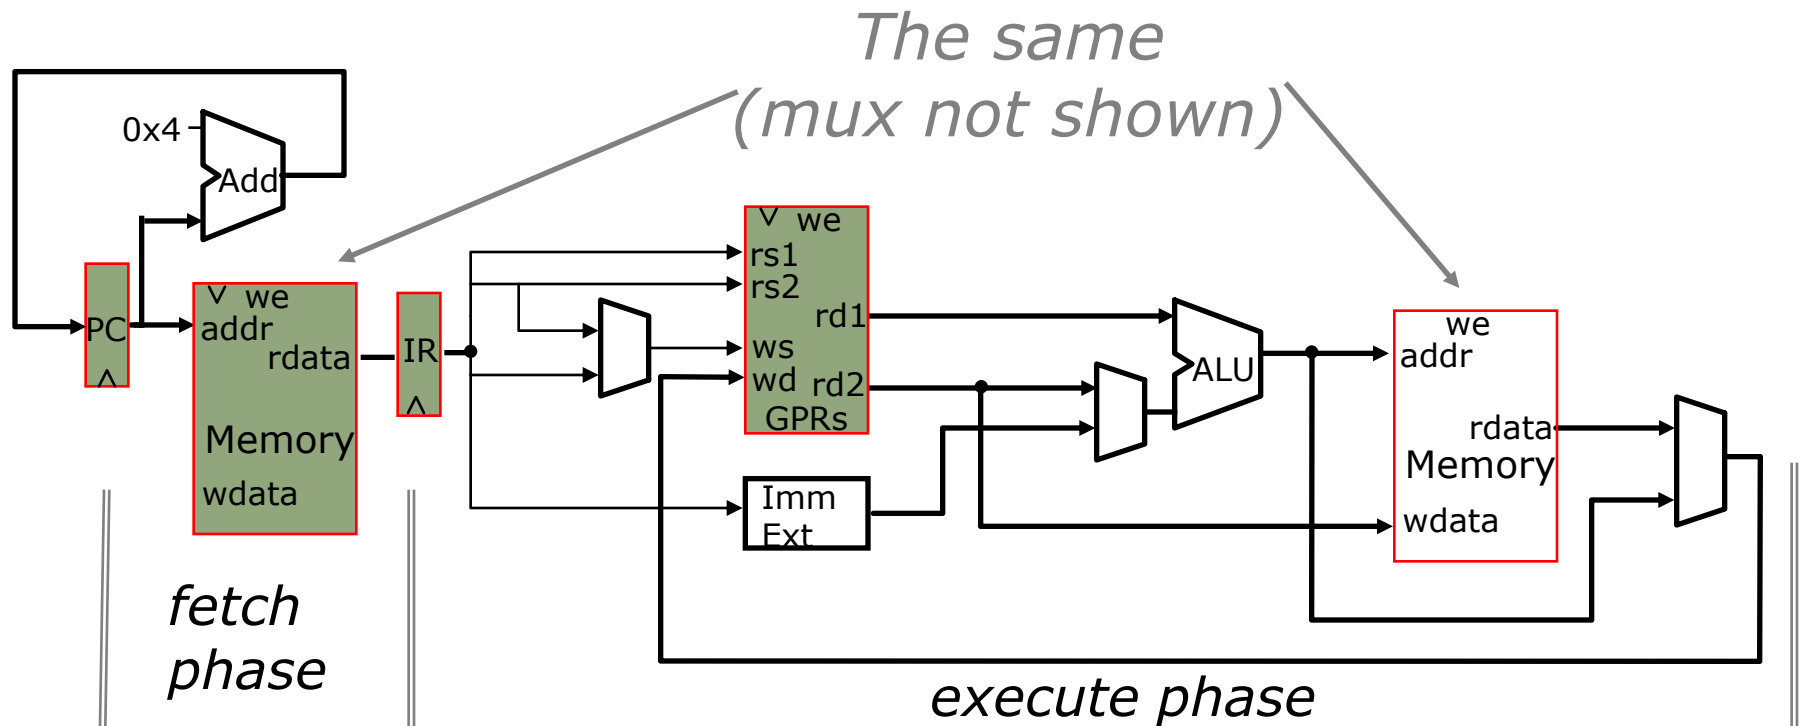 The same
(mux not shown)
0x4
Add
PC
we
addr
rdata
Memory
wdata
IR
we
rs1
rs2
rd1
ws
wd
rd2
GPRs
Imm
Ext
ALU
we
addr
rdata
Memory
wdata
fetch
phase
execute phase